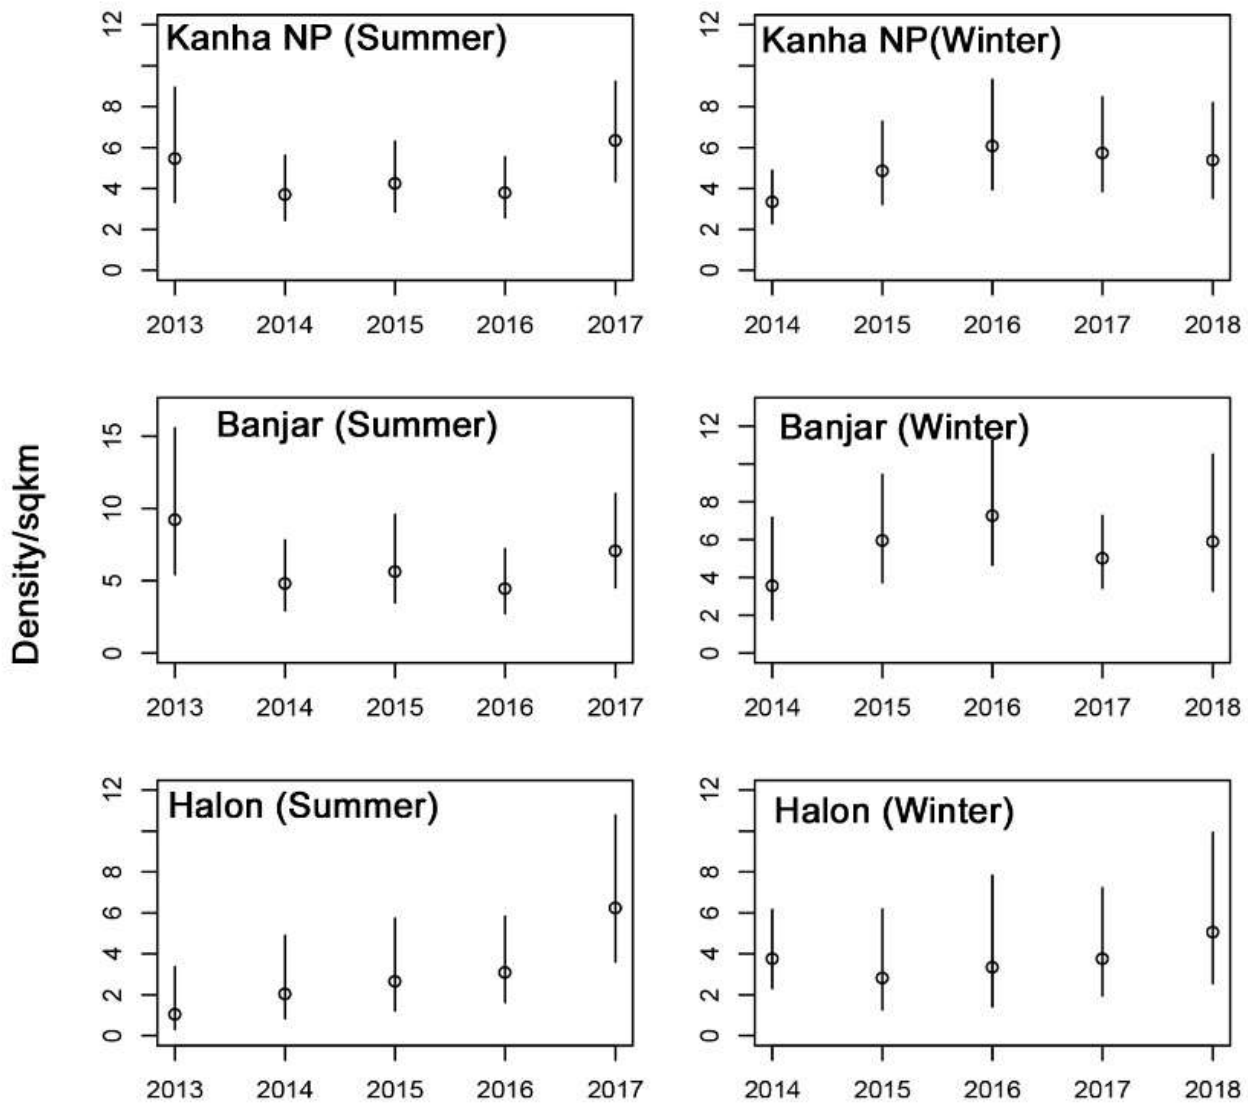 Density/sqkm
Kanha NP (Summer)
12
8
6
4
2
0
2013 2014 2015 2016 2017
Kanha NP(Winter)
12
8
6
4
2
0
2014 2015 2016 2017 2018
Banjar (Summer)
15
10
5
0
2013 2014 2015 2016 2017
Banjar (Winter)
12
8
6
4
2
0
2014 2015 2016 2017 2018
Halon (Summer)
12
8
6
4
2
0
2013 2014 2015 2016 2017
Halon (Winter)
12
8
6
4
2
0
2014 2015 2016 2017 2018